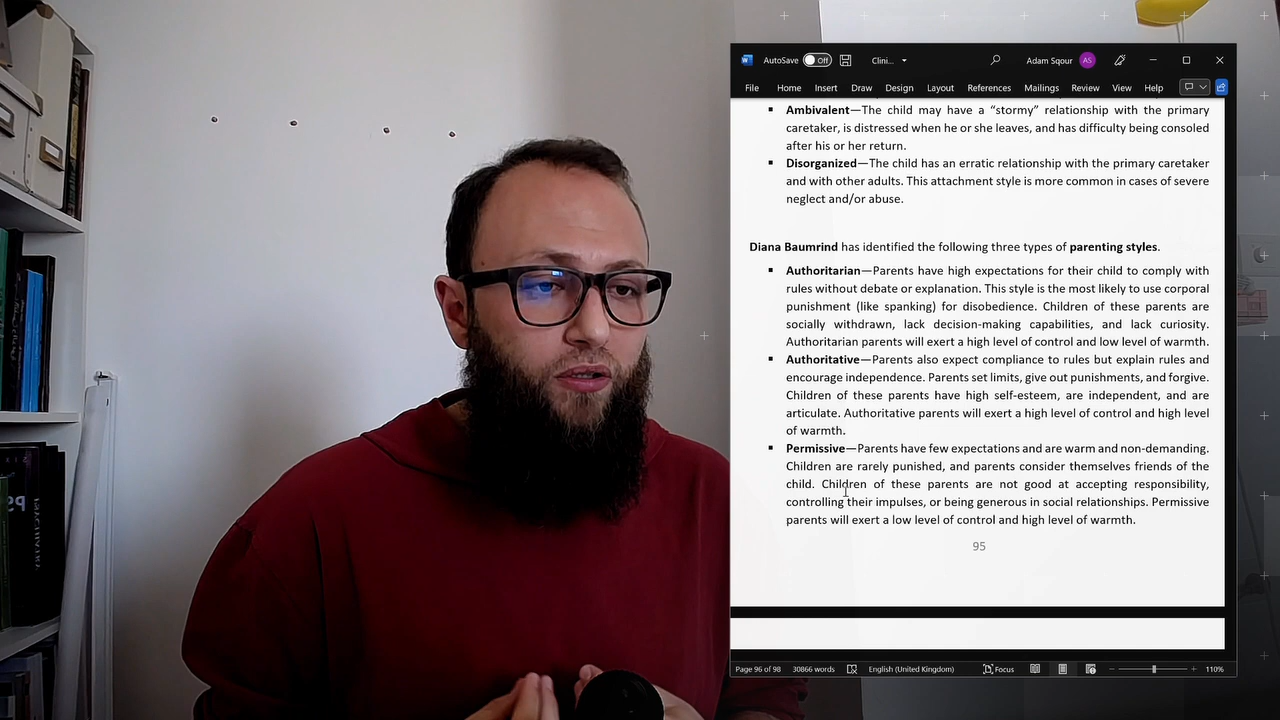 AutoSave Off Clini... Adam Sqour AS
File Home Insert Draw Design Layout References Mailings Review View Help
Ambivalent—The child may have a “stormy” relationship with the primary
caretaker, is distressed when he or she leaves, and has difficulty being consoled
after his or her return.
Disorganized—The child has an erratic relationship with the primary caretaker
and with other adults. This attachment style is more common in cases of severe
neglect and/or abuse.
Diana Baumrind has identified the following three types of parenting styles.
Authoritarian—Parents have high expectations for their child to comply with
rules without debate or explanation. This style is the most likely to use corporal
punishment (like spanking) for disobedience. Children of these parents are
socially withdrawn, lack decision-making capabilities, and lack curiosity.
Authoritarian parents will exert a high level of control and low level of warmth.
Authoritative—Parents also expect compliance to rules but explain rules and
encourage independence. Parents set limits, give out punishments, and forgive.
Children of these parents have high self-esteem, are independent, and are
articulate. Authoritative parents will exert a high level of control and high level
of warmth.
Permissive—Parents have few expectations and are warm and non-demanding.
Children are rarely punished, and parents consider themselves friends of the
child. Children of these parents are not good at accepting responsibility,
controlling their impulses, or being generous in social relationships. Permissive
parents will exert a low level of control and high level of warmth.
95
Page 96 of 98 30866 words English (United Kingdom) Focus 110%